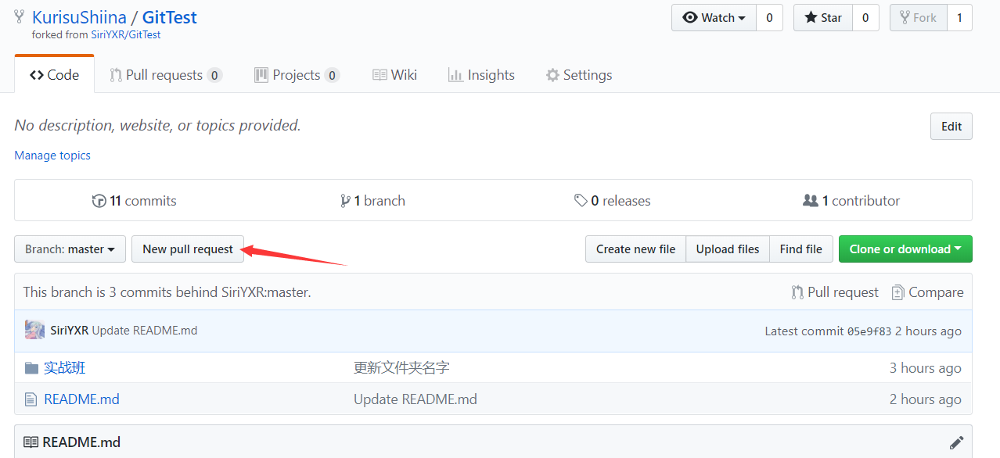 KurisuShiina / GitTest
Watch 0 Star 0 Fork 1
forked from SiriYXR/GitTest
Code Pull requests 0 Projects 0 Wiki Insights Settings
No description, website, or topics provided. Edit
Manage topics
11 commits 1 branch 0 releases 1 contributor
Branch: master New pull request Create new file Upload files Find file Clone or download
This branch is 3 commits behind SiriYXR:master. Pull request Compare
SiriYXR Update README.md Latest commit 05e9f83 2 hours ago
实战班 更新文件夹名字 3 hours ago
README.md Update README.md 2 hours ago
README.md